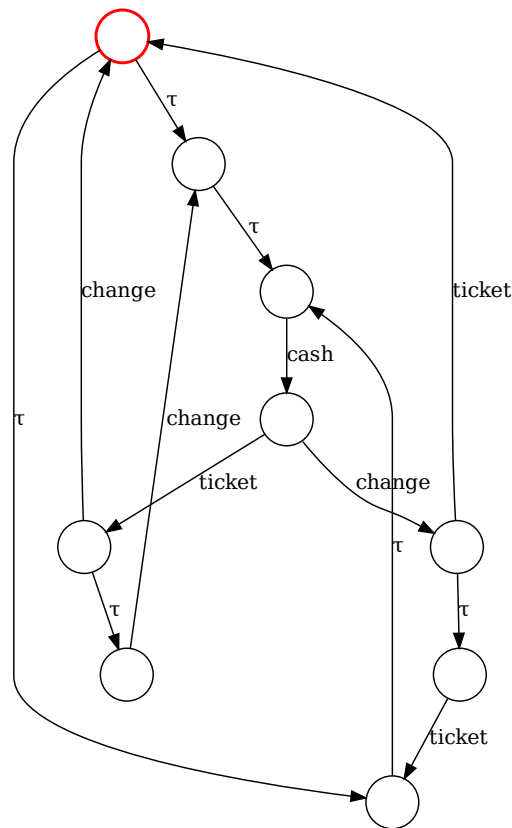 τ
τ
change
ticket
cash
change
τ
ticket
change
τ
τ
τ
ticket